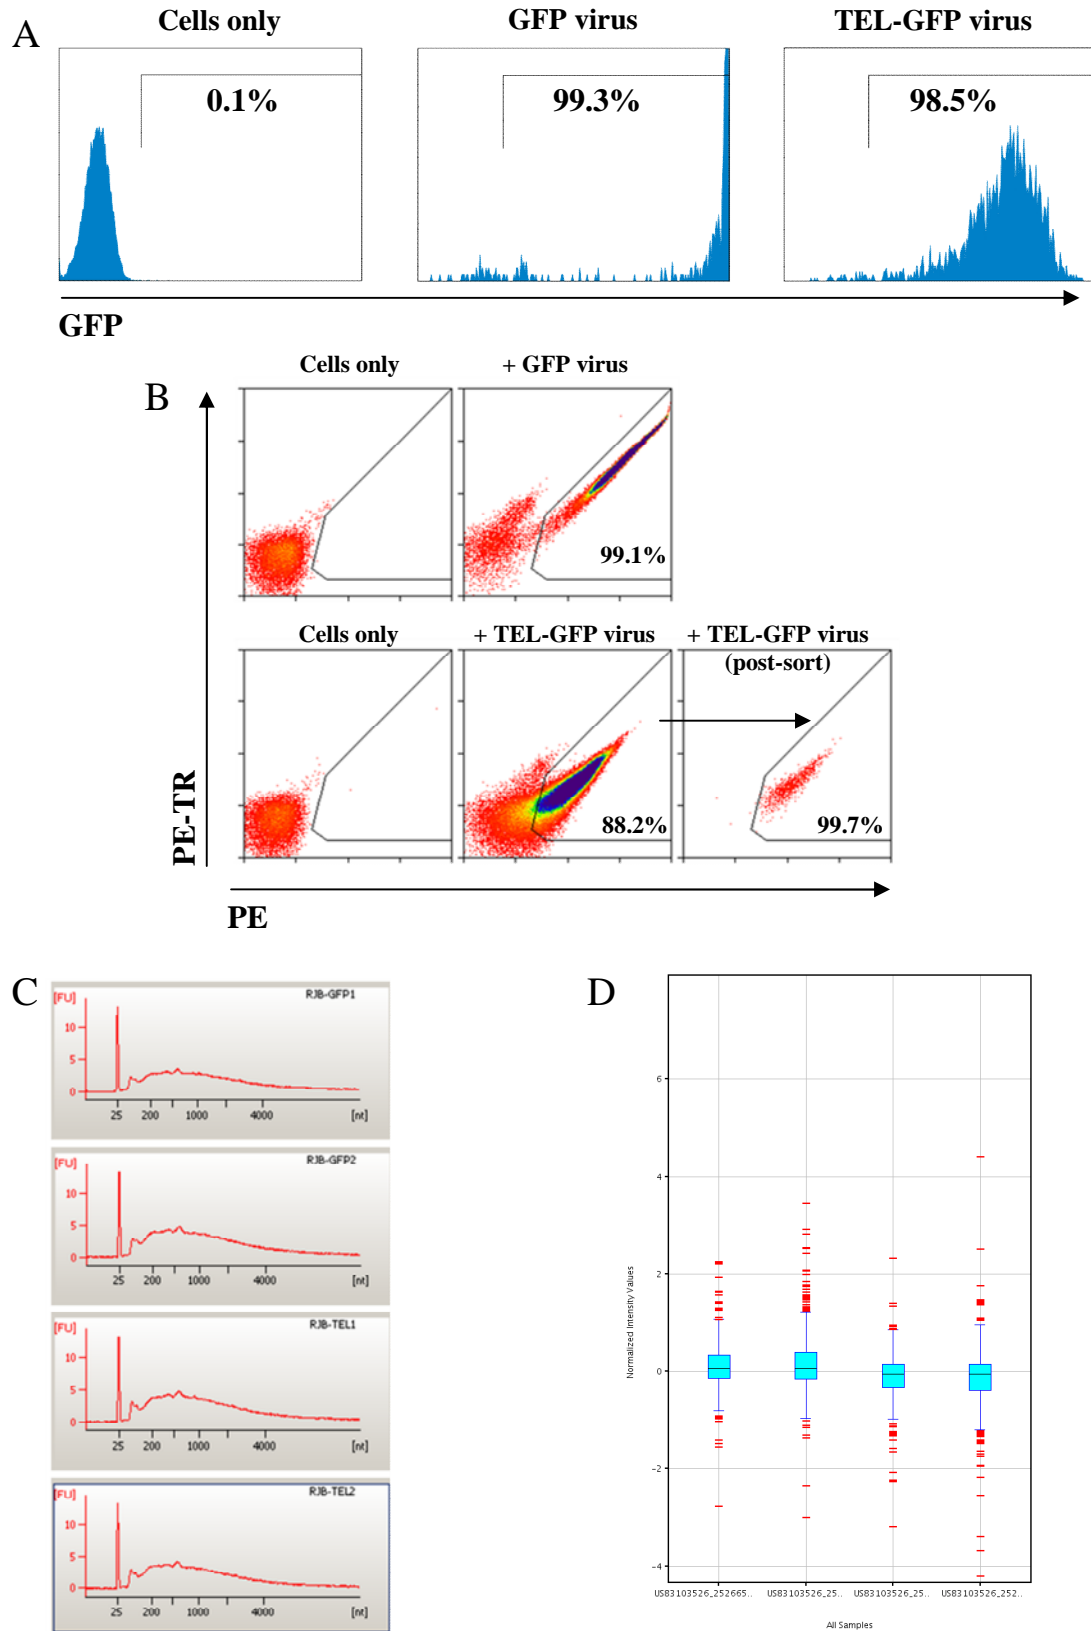 A
Cells only
GFP virus
TEL-GFP virus
0.1%
99.3%
98.5%
GFP
B
Cells only
+ GFP virus
99.1%
Cells only
+ TEL-GFP virus
+ TEL-GFP virus
(post-sort)
88.2%
99.7%
PE-TR
PE
C
[FU]
RJB-GFP1
10
5
0
25
200
1000
4000
[nt]
[FU]
RJB-GFP2
10
5
0
25
200
1000
4000
[nt]
[FU]
RJB-TEL1
10
5
0
25
200
1000
4000
[nt]
[FU]
RJB-TEL2
10
5
0
25
200
1000
4000
[nt]
D
6
4
2
0
-2
-4
Normalized Intensity Values
US83103526_252665..
US83103526_25..
US83103526_25..
US83103526_252..
All Samples